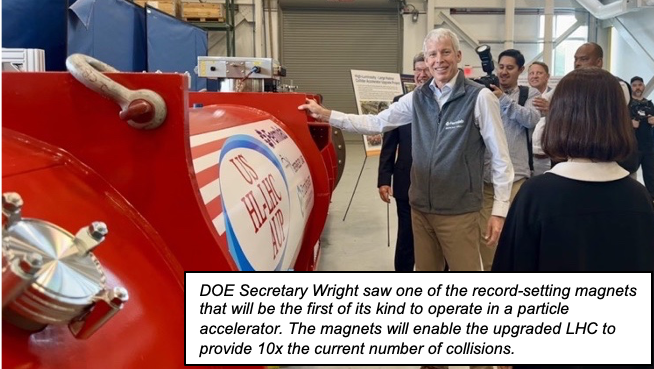 Fermilab
US
HL-LHC
AUP
DOE Secretary Wright saw one of the record-setting magnets
that will be the first of its kind to operate in a particle
accelerator. The magnets will enable the upgraded LHC to
provide 10x the current number of collisions.